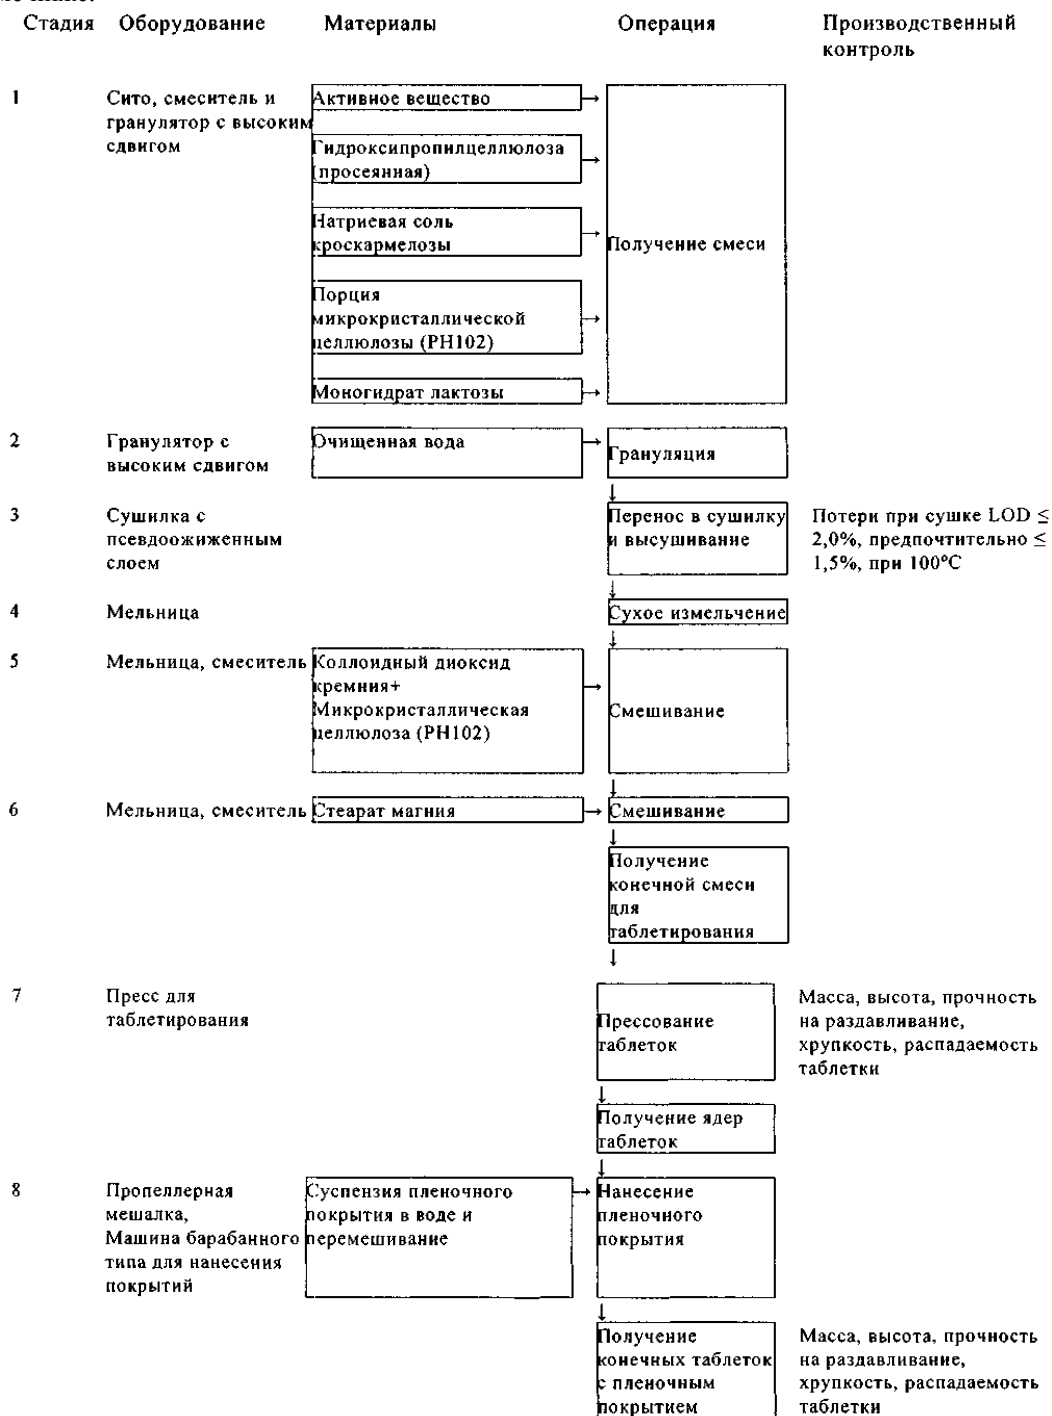 Стадия Оборудование Материалы Операция Производственный
контроль
1 Сито, смеситель и
гранулятор с высоким
сдвигом
Активное вещество →
Гидроксипропилцеллюлоза
(просеянная) →
Натриевая соль
кроскармелозы →
Порция
микрокристаллической
целлюлозы (PH102) →
Моногидрат лактозы →
Получение смеси
2 Гранулятор с
высоким сдвигом
Очищенная вода →
Грануляция
↓
3 Сушилка с
псевдоожиженным
слоем
Перенос в сушилку
и высушивание
Потери при сушке LOD ≤
2,0%, предпочтительно ≤
1,5%, при 100°C
↓
4 Мельница Сухое измельчение
↓
5 Мельница, смеситель
Коллоидный диоксид
кремния+
Микрокристаллическая
целлюлоза (PH102) →
Смешивание
↓
6 Мельница, смеситель Стеарат магния → Смешивание
↓
Получение
конечной смеси
для
таблетирования
↓
7 Пресс для
таблетирования
Прессование
таблеток
Масса, высота, прочность
на раздавливание,
хрупкость, распадаемость
таблетки
↓
Получение ядер
таблеток
↓
8 Пропеллерная
мешалка,
Машина барабанного
типа для нанесения
покрытий
Суспензия пленочного
покрытия в воде и
перемешивание →
Нанесение
пленочного
покрытия
↓
Получение
конечных таблеток
с пленочным
покрытием
Масса, высота, прочность
на раздавливание,
хрупкость, распадаемость
таблетки